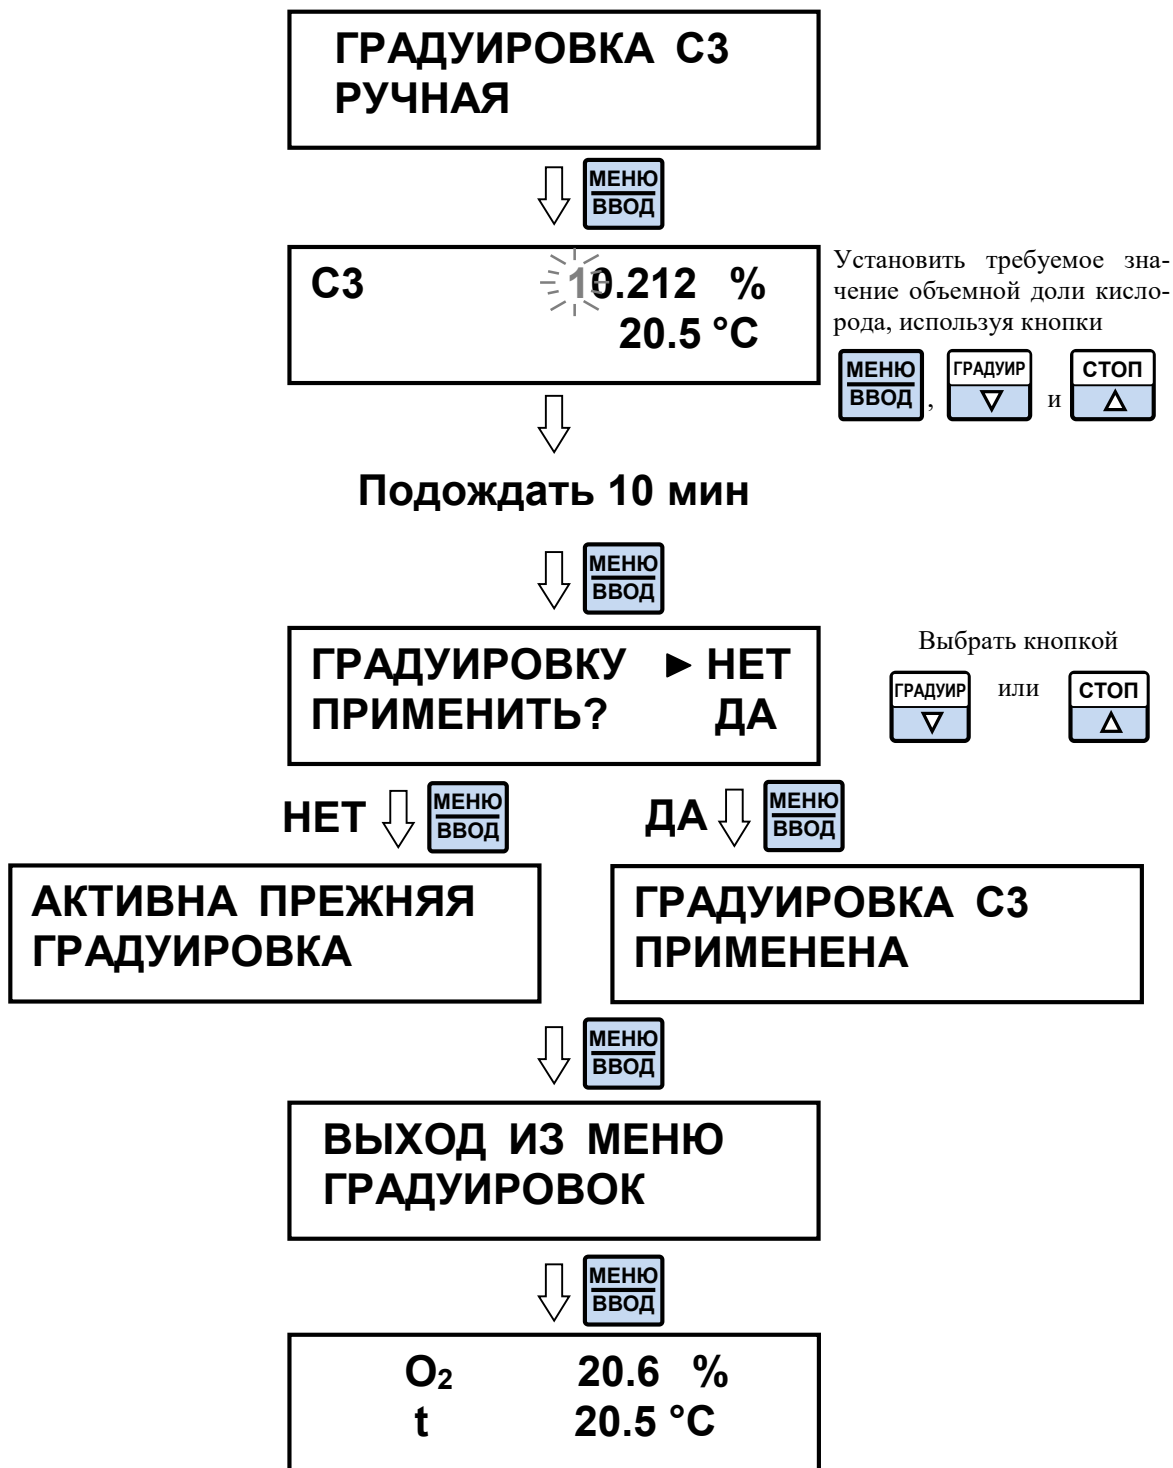 ГРАДУИРОВКА С3
РУЧНАЯ
МЕНЮ
ВВОД
С3 10.212 %
20.5 °С
Установить требуемое зна-
чение объемной доли кисло-
рода, используя кнопки
МЕНЮ
ВВОД
,
ГРАДУИР
и
СТОП
Подождать 10 мин
МЕНЮ
ВВОД
ГРАДУИРОВКУ ► НЕТ
ПРИМЕНИТЬ? ДА
Выбрать кнопкой
ГРАДУИР
или
СТОП
НЕТ
МЕНЮ
ВВОД
ДА
МЕНЮ
ВВОД
АКТИВНА ПРЕЖНЯЯ
ГРАДУИРОВКА
ГРАДУИРОВКА С3
ПРИМЕНЕНА
МЕНЮ
ВВОД
ВЫХОД ИЗ МЕНЮ
ГРАДУИРОВОК
МЕНЮ
ВВОД
O₂ 20.6 %
t 20.5 °С